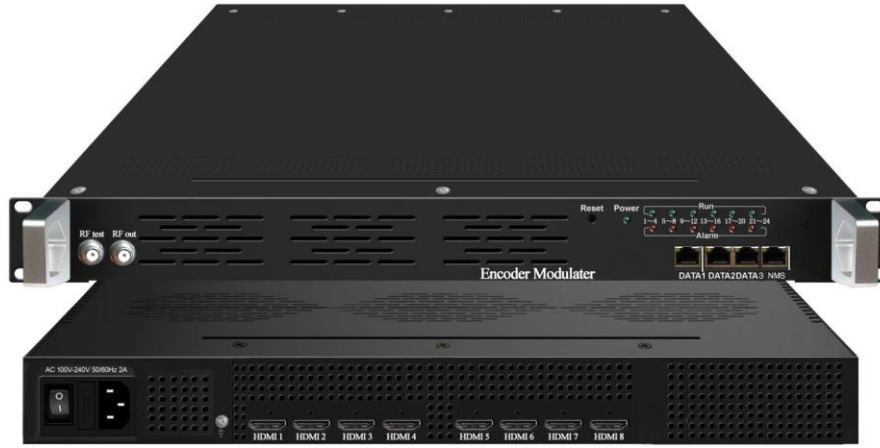 Reset Power Run
1~4 5~8 9~12 13~16 17~20 21~24
Alarm
RF test RF out
Encoder Modulater
DATA1 DATA2 DATA3 NMS
AC 100V-240V 50/60Hz 2A
HDMI 1 HDMI 2 HDMI 3 HDMI 4 HDMI 5 HDMI 6 HDMI 7 HDMI 8